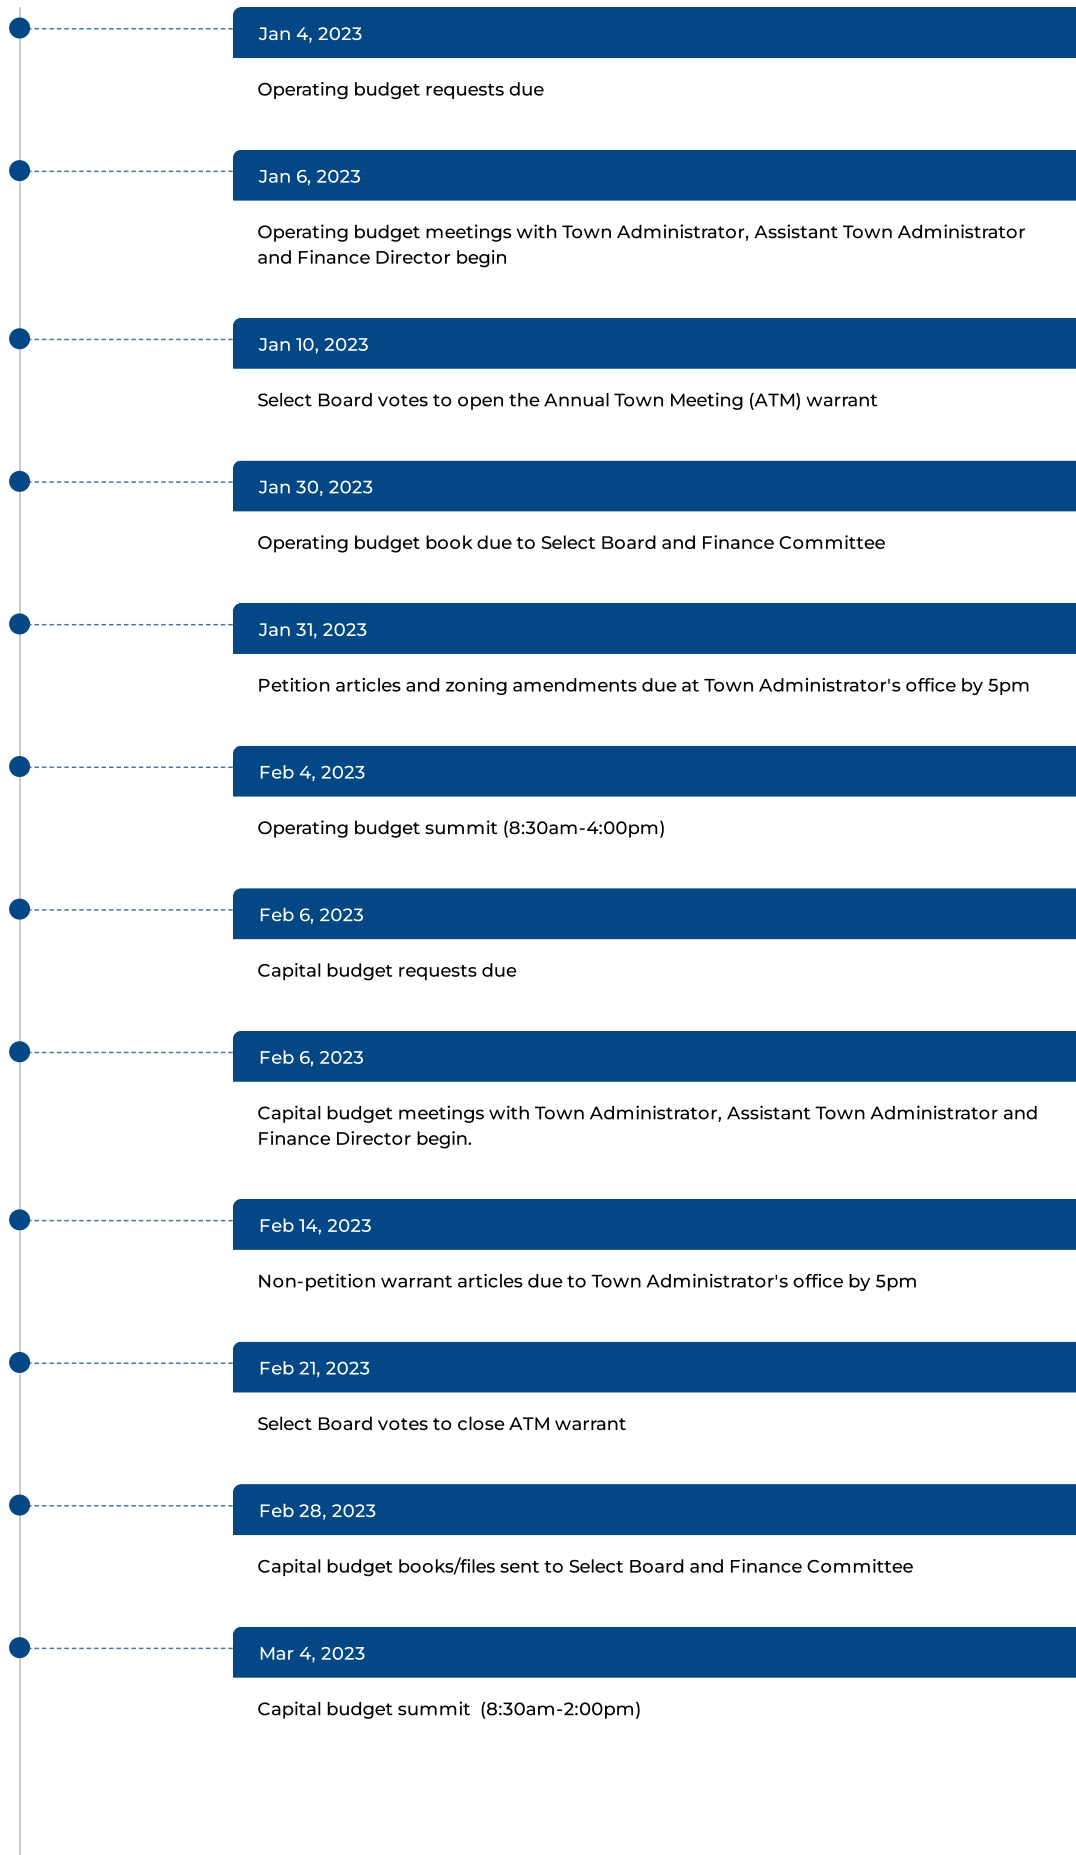 Jan 4, 2023
Operating budget requests due
Jan 6, 2023
Operating budget meetings with Town Administrator, Assistant Town Administrator
and Finance Director begin
Jan 10, 2023
Select Board votes to open the Annual Town Meeting (ATM) warrant
Jan 30, 2023
Operating budget book due to Select Board and Finance Committee
Jan 31, 2023
Petition articles and zoning amendments due at Town Administrator's office by 5pm
Feb 4, 2023
Operating budget summit (8:30am-4:00pm)
Feb 6, 2023
Capital budget requests due
Feb 6, 2023
Capital budget meetings with Town Administrator, Assistant Town Administrator and
Finance Director begin.
Feb 14, 2023
Non-petition warrant articles due to Town Administrator's office by 5pm
Feb 21, 2023
Select Board votes to close ATM warrant
Feb 28, 2023
Capital budget books/files sent to Select Board and Finance Committee
Mar 4, 2023
Capital budget summit  (8:30am-2:00pm)